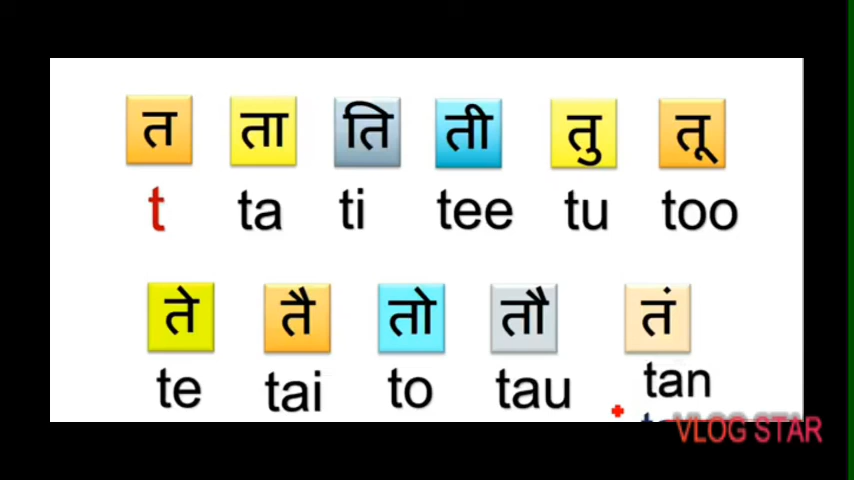 त ता ति ती तु तू
t ta ti tee tu too
ते तै तो तौ तं
te tai to tau tan
VLOG STAR